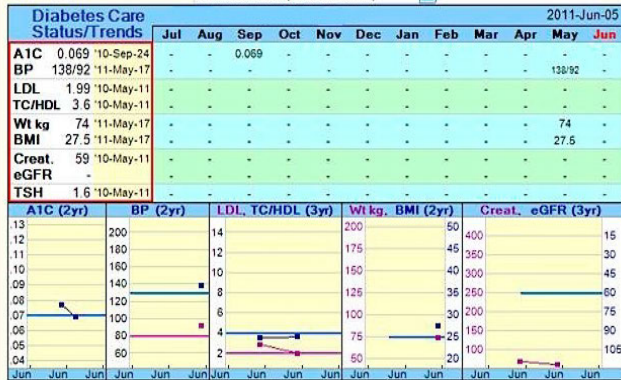 Diabetes Care 2011-Jun-05
Status/Trends Jul Aug Sep Oct Nov Dec Jan Feb Mar Apr May Jun
A1C 0.069 '10-Sep-24 - - 0.069 - - - - - - - - -
BP 138/92 '11-May-17 - - - - - - - - - - 138/92 -
LDL 1.99 '10-May-11 - - - - - - - - - - - -
TC/HDL 3.6 '10-May-11 - - - - - - - - - - - -
Wt kg 74 '11-May-17 - - - - - - - - - - 74 -
BMI 27.5 '11-May-17 - - - - - - - - - - 27.5 -
Creat. 59 '10-May-11 - - - - - - - - - - - -
eGFR - - - - - - - - - - - - -
TSH 1.6 '10-May-11 - - - - - - - - - - - -
A1C (2yr) BP (2yr) LDL, TC/HDL (3yr) Wt kg, BMI (2yr) Creat, eGFR (3yr)
.13 200 14 200 50 400 15
.12 180 12 175 45 350 30
.11 160 10 150 40 300 45
.10 140 8 125 35 250 60
.09 120 6 100 30 200 75
.08 100 4 75 25 150 90
.07 80 2 50 20 100 105
.06 60
.05
.04
Jun Jun Jun Jun Jun Jun Jun Jun Jun Jun Jun Jun Jun Jun Jun